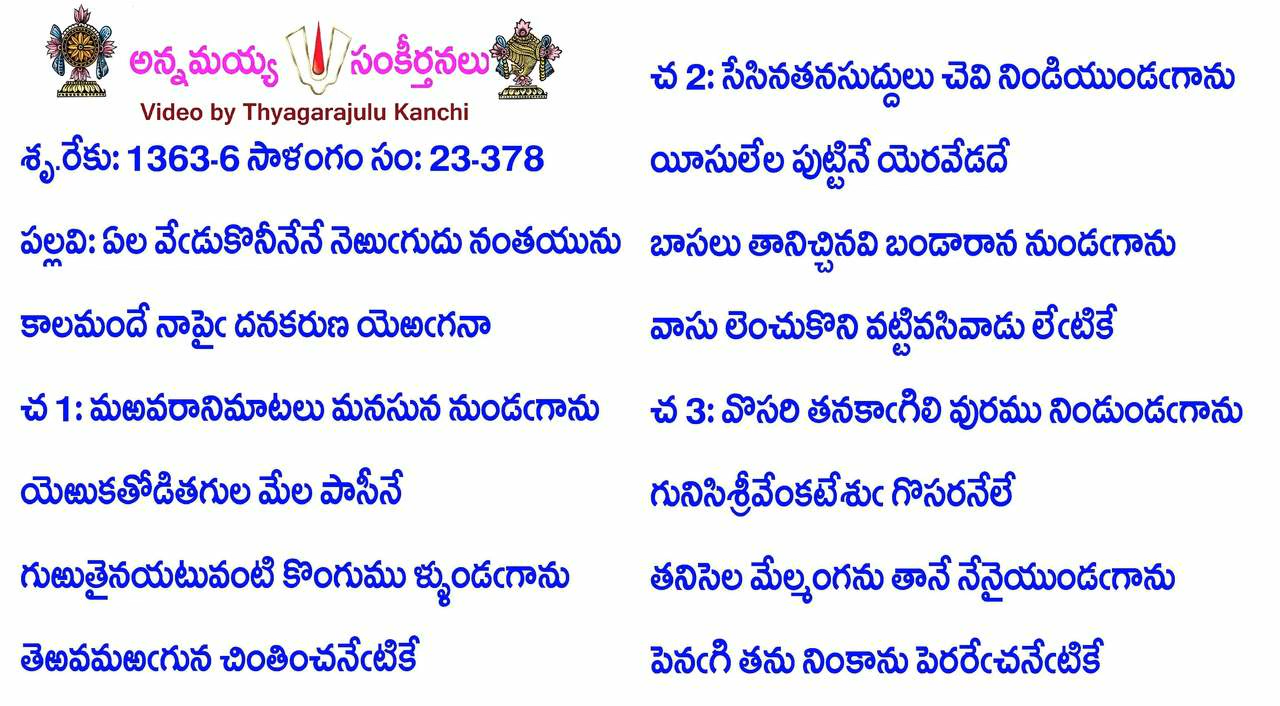 అన్నమయ్య సంకీర్తనలు
Video by Thyagarajulu Kanchi
శృ.రేకు: 1363-6 సాళంగం సం: 23-378
పల్లవి: ఏల వేఁడుకొనీనేనే నెఱుఁగుదు నంతయును
కాలమందే నాపైఁ దనకరుణ యెఱఁగనా
చ 1: మఱవరానిమాటలు మనసున నుండఁగాను
యెఱుకతోడితగుల మేల పాసీనే
గుఱుతైనయటువంటి కొంగుము ళ్ళుండఁగాను
తెఱవమఱఁగున చింతించనేఁటికే
చ 2: సేసినతనసుద్దులు చెవి నిండియుండఁగాను
యీసులేల పుట్టినే యెరవేడదే
బాసలు తానిచ్చినవి బండారాన నుండఁగాను
వాసు లెంచుకొని వట్టివసివాడు లేఁటికే
చ 3: వొసరి తనకాఁగిలి వురము నిండుండఁగాను
గునిసిశ్రీవేంకటేశుఁ గొసరనేలే
తనిసెల మేల్మంగను తానే నేనైయుండఁగాను
పెనఁగి తను నింకాను పెరరేఁచనేఁటికే